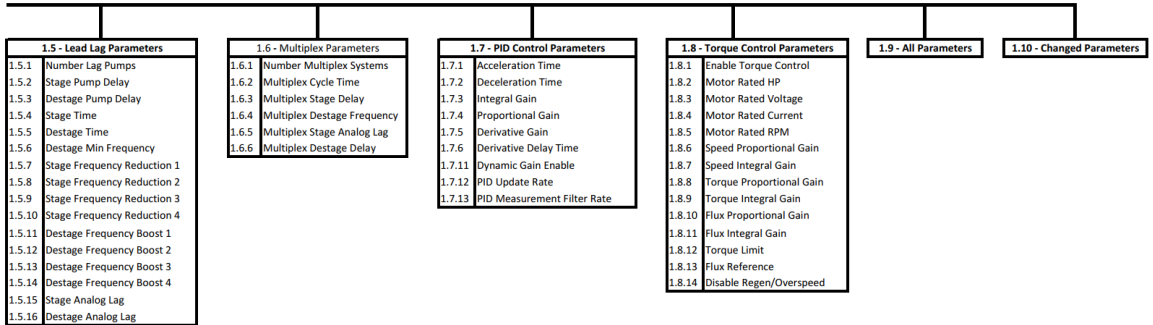 1.5 - Lead Lag Parameters
1.5.1 Number Lag Pumps
1.5.2 Stage Pump Delay
1.5.3 Destage Pump Delay
1.5.4 Stage Time
1.5.5 Destage Time
1.5.6 Destage Min Frequency
1.5.7 Stage Frequency Reduction 1
1.5.8 Stage Frequency Reduction 2
1.5.9 Stage Frequency Reduction 3
1.5.10 Stage Frequency Reduction 4
1.5.11 Destage Frequency Boost 1
1.5.12 Destage Frequency Boost 2
1.5.13 Destage Frequency Boost 3
1.5.14 Destage Frequency Boost 4
1.5.15 Stage Analog Lag
1.5.16 Destage Analog Lag
1.6 - Multiplex Parameters
1.6.1 Number Multiplex Systems
1.6.2 Multiplex Cycle Time
1.6.3 Multiplex Stage Delay
1.6.4 Multiplex Destage Frequency
1.6.5 Multiplex Stage Analog Lag
1.6.6 Multiplex Destage Delay
1.7 - PID Control Parameters
1.7.1 Acceleration Time
1.7.2 Deceleration Time
1.7.3 Integral Gain
1.7.4 Proportional Gain
1.7.5 Derivative Gain
1.7.6 Derivative Delay Time
1.7.11 Dynamic Gain Enable
1.7.12 PID Update Rate
1.7.13 PID Measurement Filter Rate
1.8 - Torque Control Parameters
1.8.1 Enable Torque Control
1.8.2 Motor Rated HP
1.8.3 Motor Rated Voltage
1.8.4 Motor Rated Current
1.8.5 Motor Rated RPM
1.8.6 Speed Proportional Gain
1.8.7 Speed Integral Gain
1.8.8 Torque Proportional Gain
1.8.9 Torque Integral Gain
1.8.10 Flux Proportional Gain
1.8.11 Flux Integral Gain
1.8.12 Torque Limit
1.8.13 Flux Reference
1.8.14 Disable Regen/Overspeed
1.9 - All Parameters
1.10 - Changed Parameters